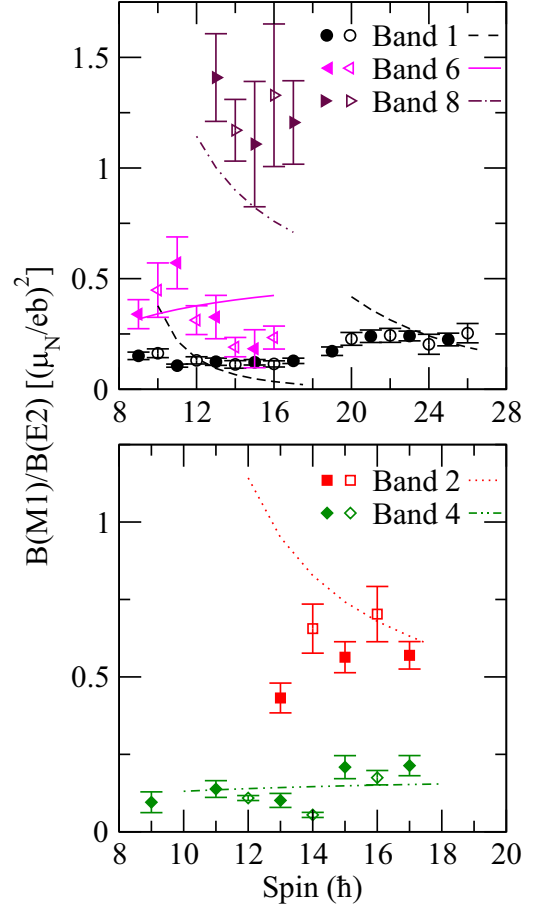 1.5
1
0.5
0
Band 1
Band 6
Band 8
8 12 16 20 24 28
B(M1)/B(E2) [(μ_N/eb)^2]
1
0.5
0
Band 2
Band 4
8 10 12 14 16 18 20
Spin (ħ)